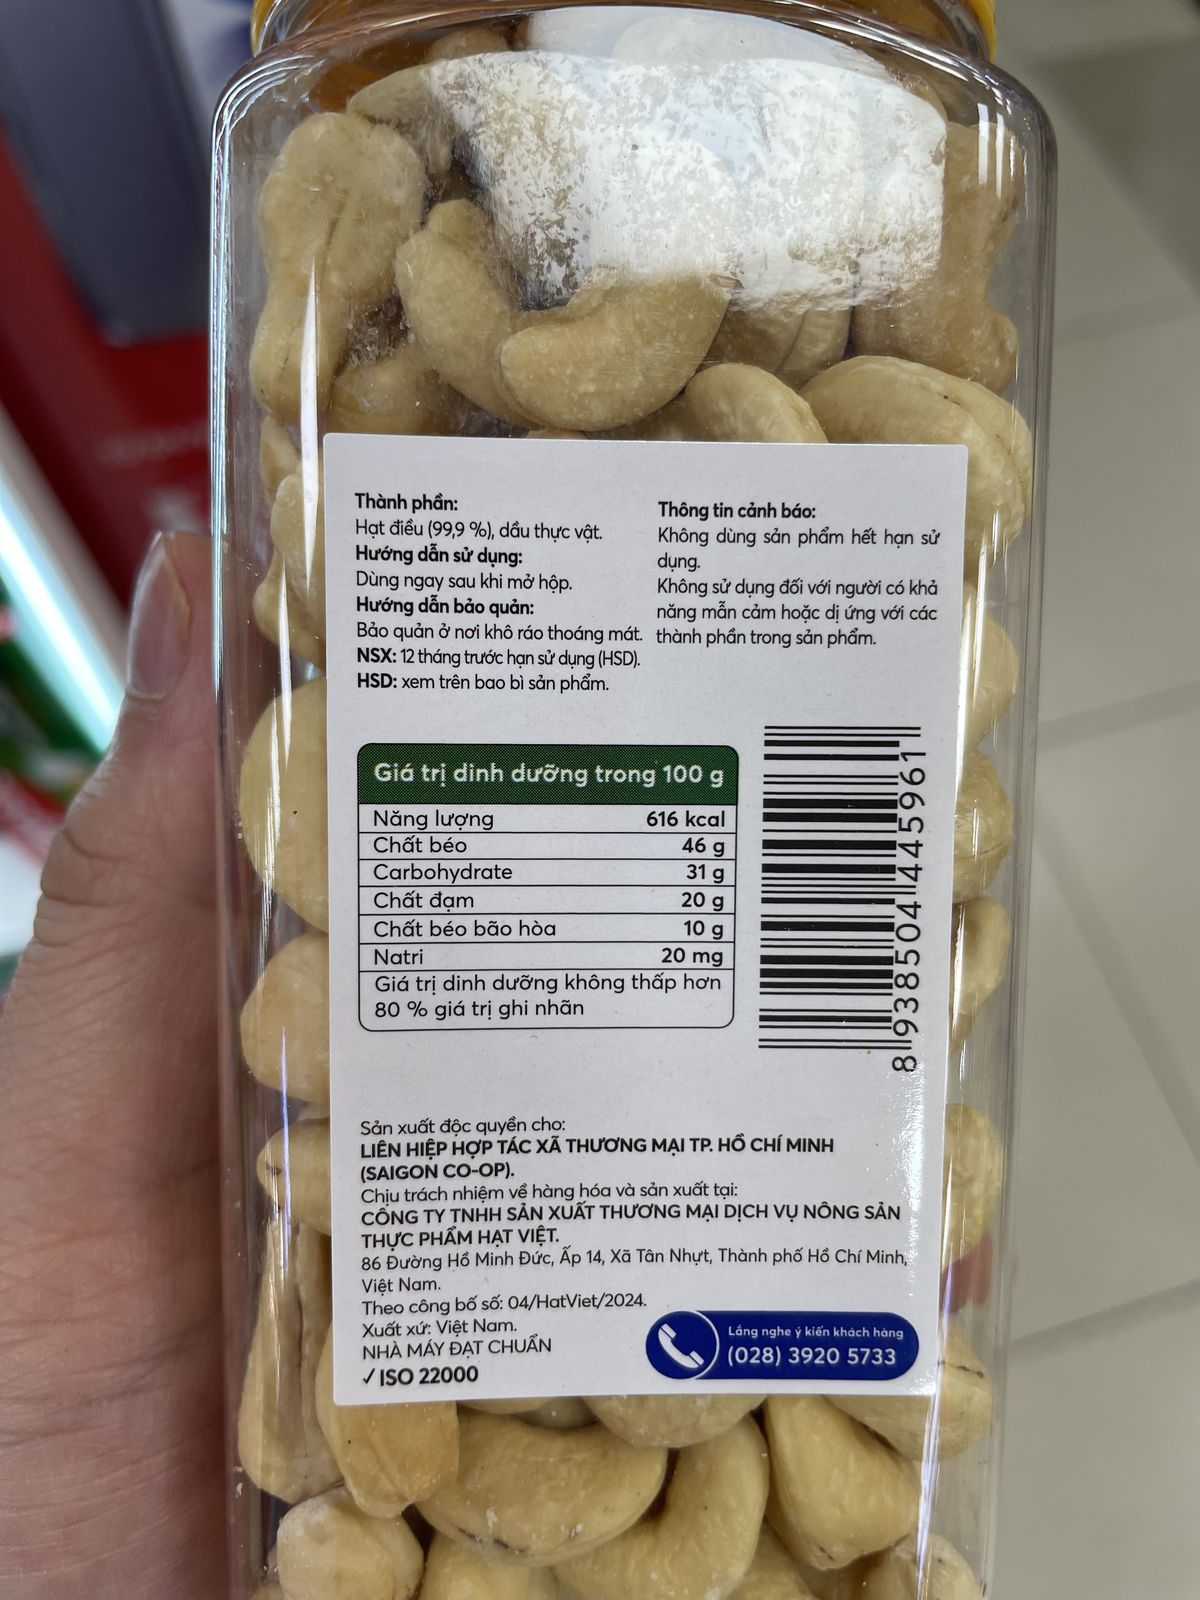 Thành phần:
Hạt điều (99,9 %), dầu thực vật.
Hướng dẫn sử dụng:
Dùng ngay sau khi mở hộp.
Hướng dẫn bảo quản:
Bảo quản ở nơi khô ráo thoáng mát.
NSX: 12 tháng trước hạn sử dụng (HSD).
HSD: xem trên bao bì sản phẩm.
Thông tin cảnh báo:
Không dùng sản phẩm hết hạn sử
dụng.
Không sử dụng đối với người có khả
năng mẫn cảm hoặc dị ứng với các
thành phần trong sản phẩm.
Giá trị dinh dưỡng trong 100 g
Năng lượng 616 kcal
Chất béo 46 g
Carbohydrate 31 g
Chất đạm 20 g
Chất béo bão hòa 10 g
Natri 20 mg
Giá trị dinh dưỡng không thấp hơn
80 % giá trị ghi nhãn
8 938504 445961
Sản xuất độc quyền cho:
LIÊN HIỆP HỢP TÁC XÃ THƯƠNG MẠI TP. HỒ CHÍ MINH
(SAIGON CO-OP).
Chịu trách nhiệm về hàng hóa và sản xuất tại:
CÔNG TY TNHH SẢN XUẤT THƯƠNG MẠI DỊCH VỤ NÔNG SẢN
THỰC PHẨM HẠT VIỆT.
86 Đường Hồ Minh Đức, Ấp 14, Xã Tân Nhựt, Thành phố Hồ Chí Minh,
Việt Nam.
Theo công bố số: 04/HatViet/2024.
Xuất xứ: Việt Nam.
NHÀ MÁY ĐẠT CHUẨN
✓ ISO 22000
Lắng nghe ý kiến khách hàng
(028) 3920 5733